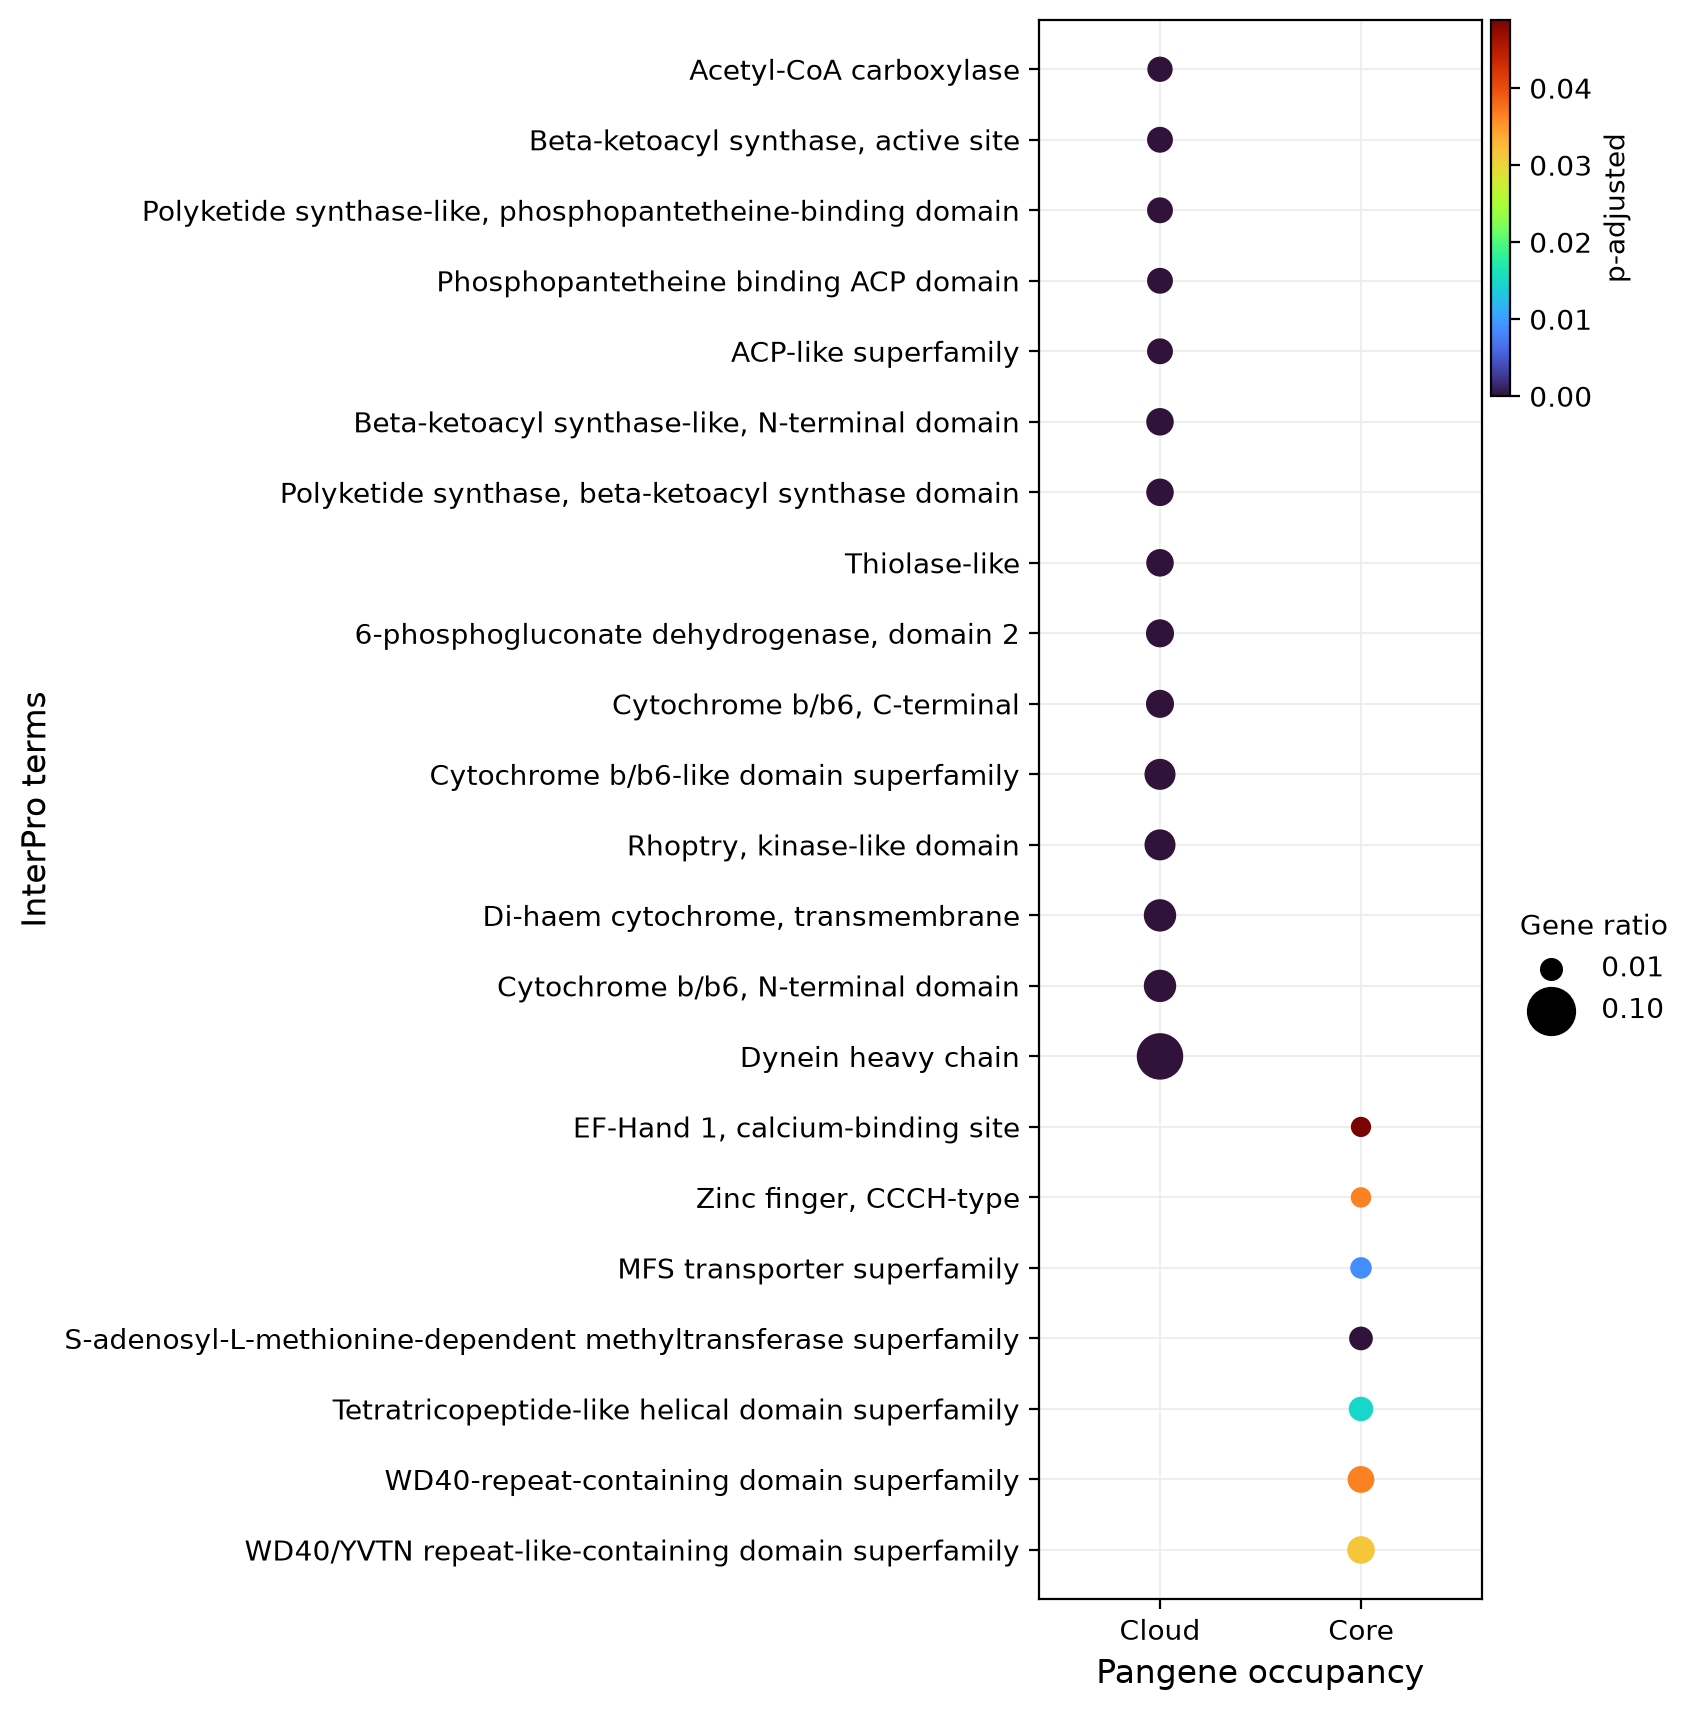 Acetyl-CoA carboxylase
Beta-ketoacyl synthase, active site
Polyketide synthase-like, phosphopantetheine-binding domain
Phosphopantetheine binding ACP domain
ACP-like superfamily
Beta-ketoacyl synthase-like, N-terminal domain
Polyketide synthase, beta-ketoacyl synthase domain
Thiolase-like
6-phosphogluconate dehydrogenase, domain 2
Cytochrome b/b6, C-terminal
Cytochrome b/b6-like domain superfamily
Rhoptry, kinase-like domain
Di-haem cytochrome, transmembrane
Cytochrome b/b6, N-terminal domain
Dynein heavy chain
EF-Hand 1, calcium-binding site
Zinc finger, CCCH-type
MFS transporter superfamily
S-adenosyl-L-methionine-dependent methyltransferase superfamily
Tetratricopeptide-like helical domain superfamily
WD40-repeat-containing domain superfamily
WD40/YVTN repeat-like-containing domain superfamily
InterPro terms
Cloud
Core
Pangene occupancy
0.04
0.03
0.02
0.01
0.00
p-adjusted
Gene ratio
0.01
0.10